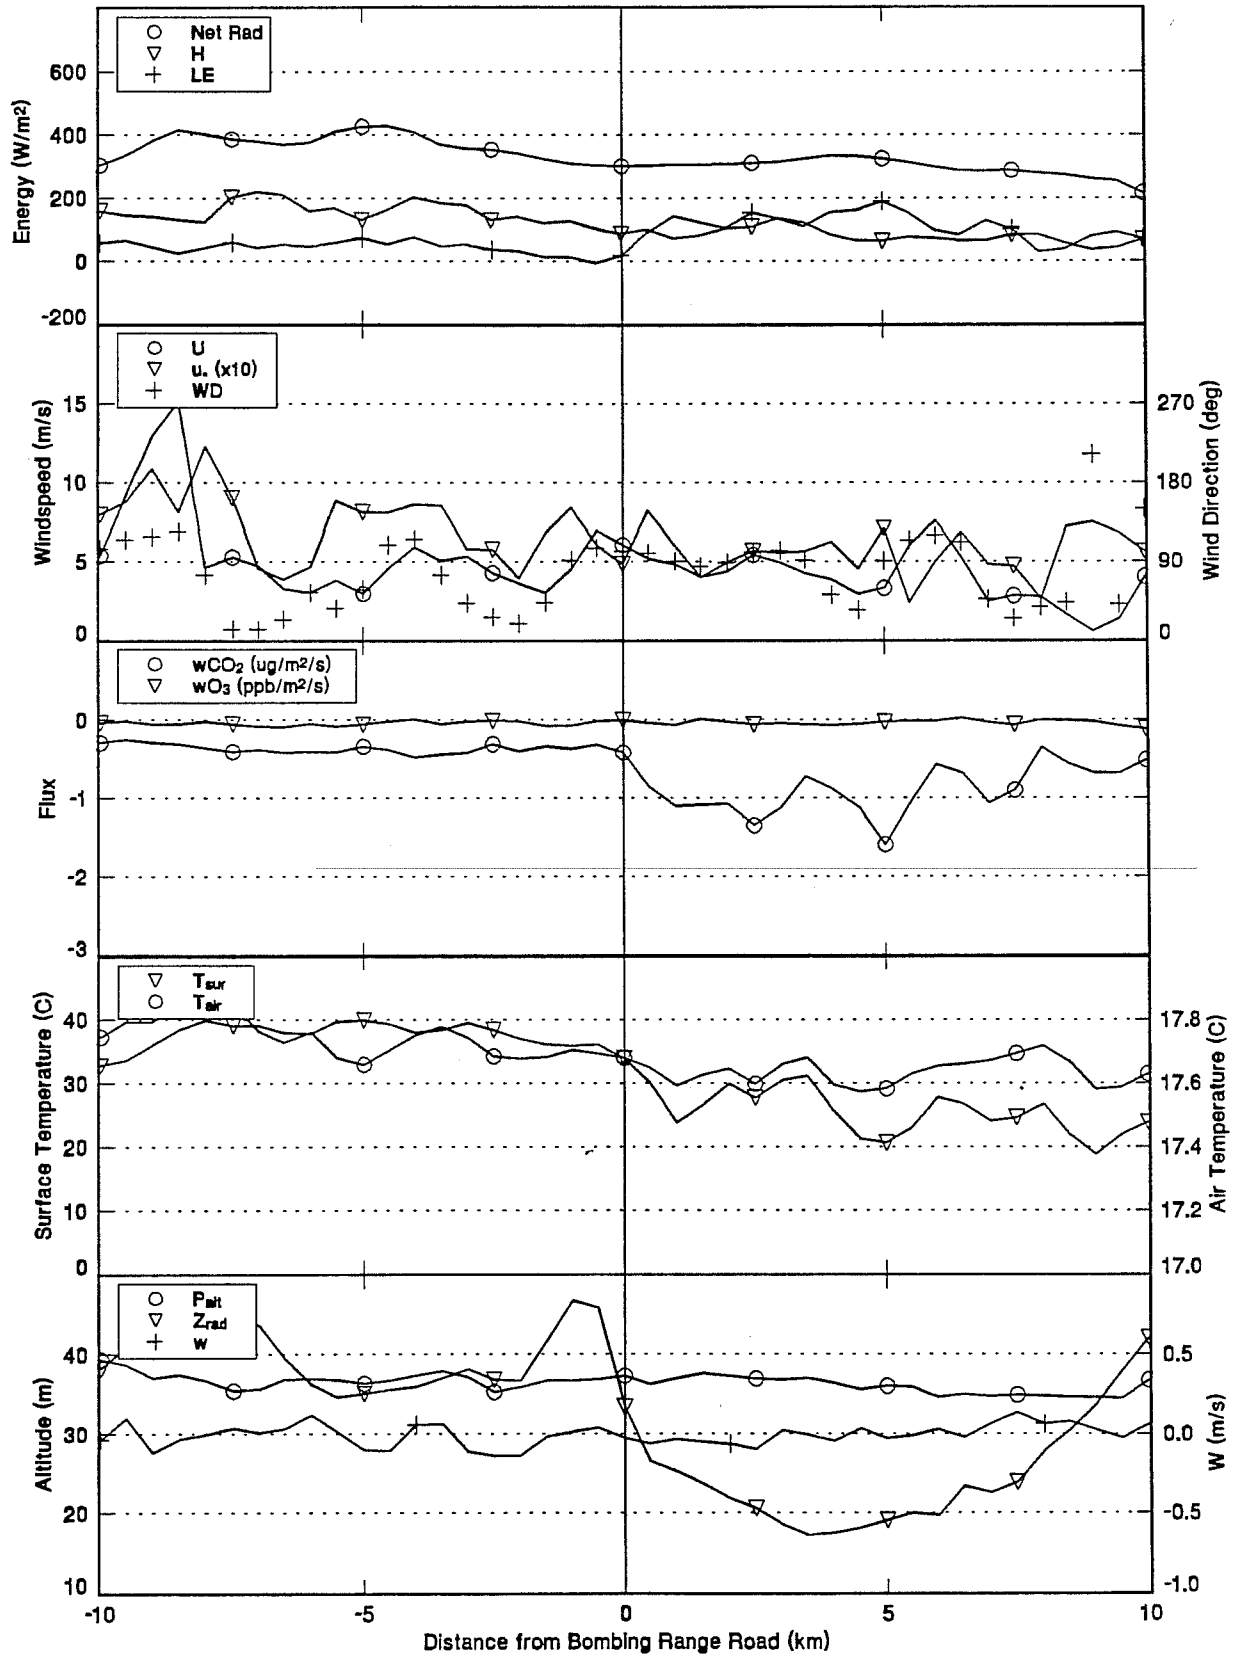 Net Rad
H
LE
600
400
200
0
-200
Energy (W/m²)
U
u. (x10)
WD
15
10
5
0
Windspeed (m/s)
270
180
90
0
Wind Direction (deg)
wCO₂ (ug/m²/s)
wO₃ (ppb/m²/s)
0
-1
-2
-3
Flux
Tsur
Tair
40
30
20
10
0
Surface Temperature (C)
17.8
17.6
17.4
17.2
17.0
Air Temperature (C)
Palt
Zrad
w
40
30
20
10
Altitude (m)
0.5
0.0
-0.5
-1.0
W (m/s)
-10 -5 0 5 10
Distance from Bombing Range Road (km)